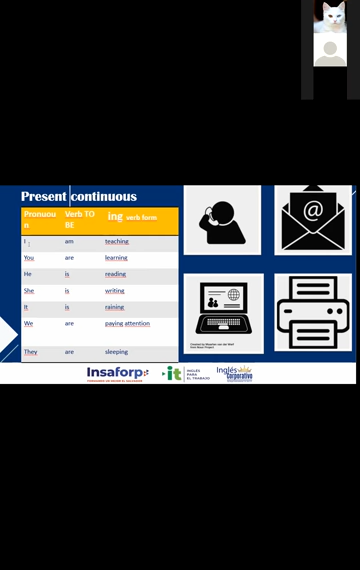 Present continuous
Pronoun Verb TO BE ing verb form
I am teaching
You are learning
He is reading
She is writing
It is raining
We are paying attention
They are sleeping
@
Insaforp
it INGLÉS PARA EL TRABAJO
Inglés Corporativo